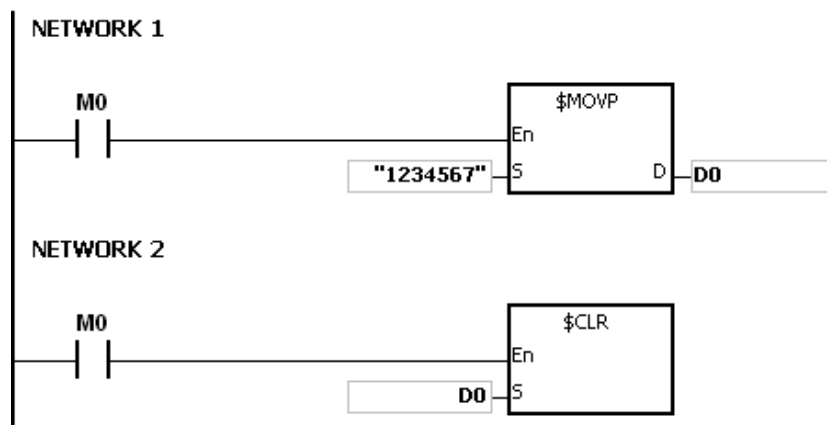 NETWORK 1
M0
$MOVP
En
"1234567" S D D0
NETWORK 2
M0
$CLR
En
D0 S